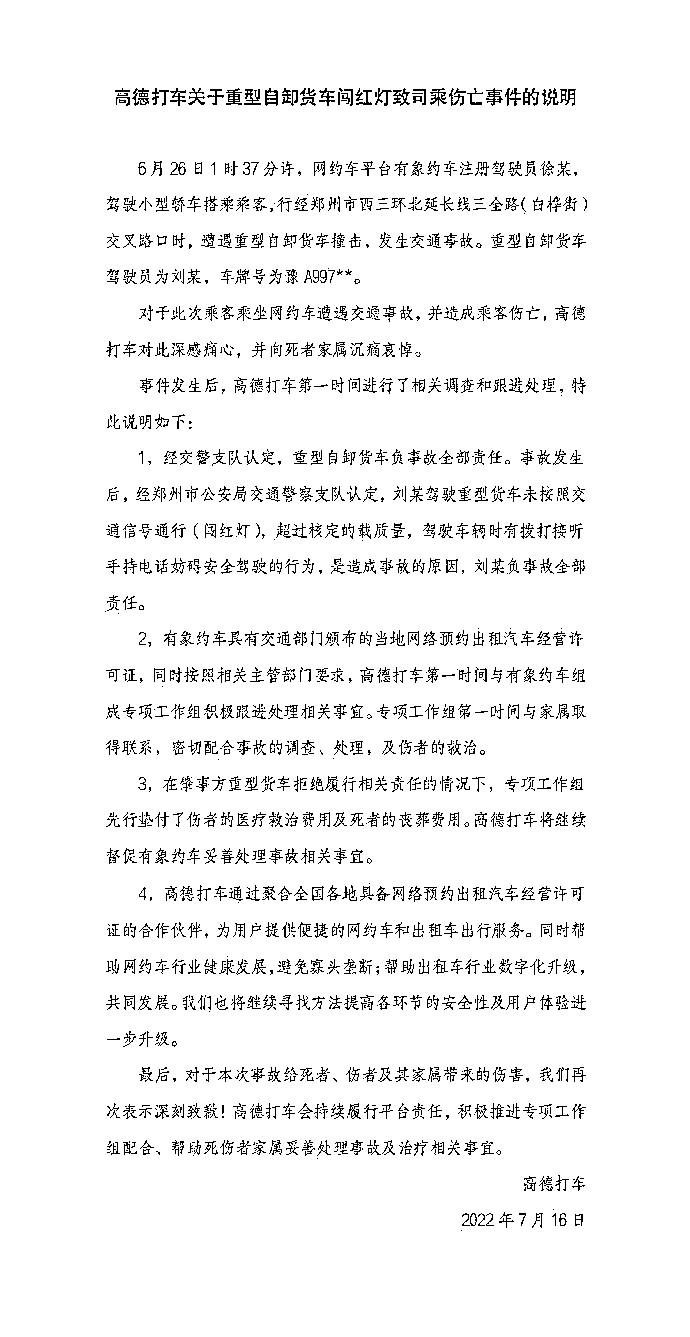 高德打车关于重型自卸货车闯红灯致司乘伤亡事件的说明
6月26日1时37分许，网约车平台有象约车注册驾驶员徐某，
驾驶小型轿车搭乘乘客，行经郑州市西三环北延长线三全路（白桦街）
交叉路口时，遭遇重型自卸货车撞击，发生交通事故。重型自卸货车
驾驶员为刘某，车牌号为豫A997**。
对于此次乘客乘坐网约车遭遇交通事故，并造成乘客伤亡，高德
打车对此深感痛心，并向死者家属沉痛哀悼。
事件发生后，高德打车第一时间进行了相关调查和跟进处理，特
此说明如下：
1，经交警支队认定，重型自卸货车负事故全部责任。事故发生
后，经郑州市公安局交通警察支队认定，刘某驾驶重型货车未按照交
通信号通行（闯红灯），超过核定的载质量，驾驶车辆时有拨打接听
手持电话妨碍安全驾驶的行为，是造成事故的原因，刘某负事故全部
责任。
2，有象约车具有交通部门颁布的当地网络预约出租汽车经营许
可证，同时按照相关主管部门要求，高德打车第一时间与有象约车组
成专项工作组积极跟进处理相关事宜。专项工作组第一时间与家属取
得联系，密切配合事故的调查、处理，及伤者的救治。
3，在肇事方重型货车拒绝履行相关责任的情况下，专项工作组
先行垫付了伤者的医疗救治费用及死者的丧葬费用。高德打车将继续
督促有象约车妥善处理事故相关事宜。
4，高德打车通过聚合全国各地具备网络预约出租汽车经营许可
证的合作伙伴，为用户提供便捷的网约车和出租车出行服务。同时帮
助网约车行业健康发展，避免寡头垄断；帮助出租车行业数字化升级，
共同发展。我们也将继续寻找方法提高各环节的安全性及用户体验进
一步升级。
最后，对于本次事故给死者、伤者及其家属带来的伤害，我们再
次表示深刻致歉！高德打车会持续履行平台责任，积极推进专项工作
组配合、帮助死伤者家属妥善处理事故及治疗相关事宜。
高德打车
2022年7月16日